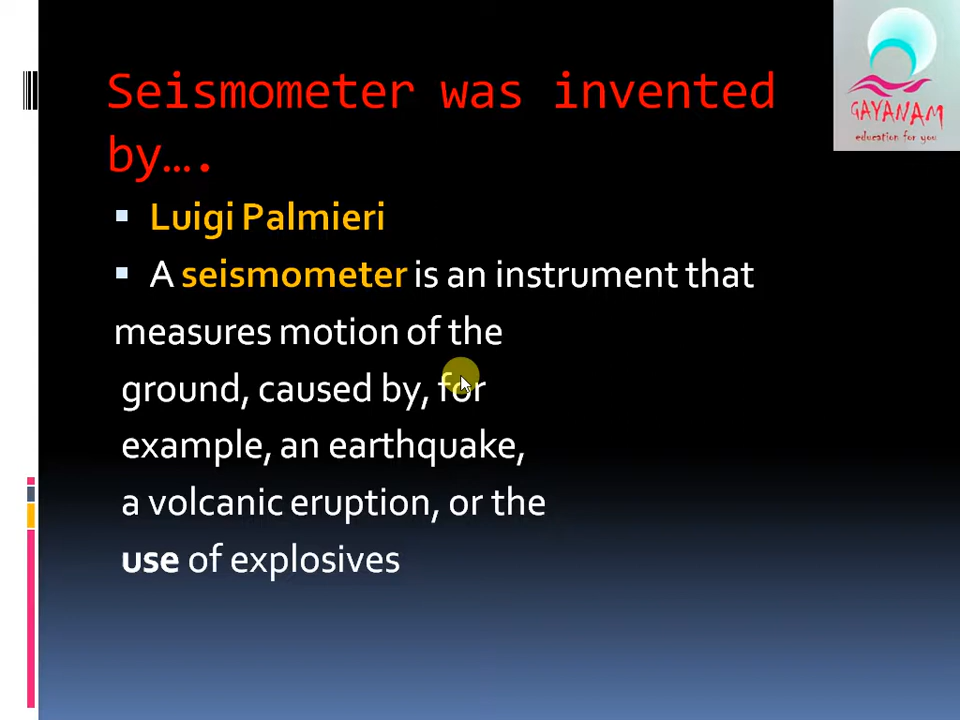 Seismometer was invented
by….
Luigi Palmieri
A seismometer is an instrument that
measures motion of the
ground, caused by, for
example, an earthquake,
a volcanic eruption, or the
use of explosives
GAYANAM
education for you